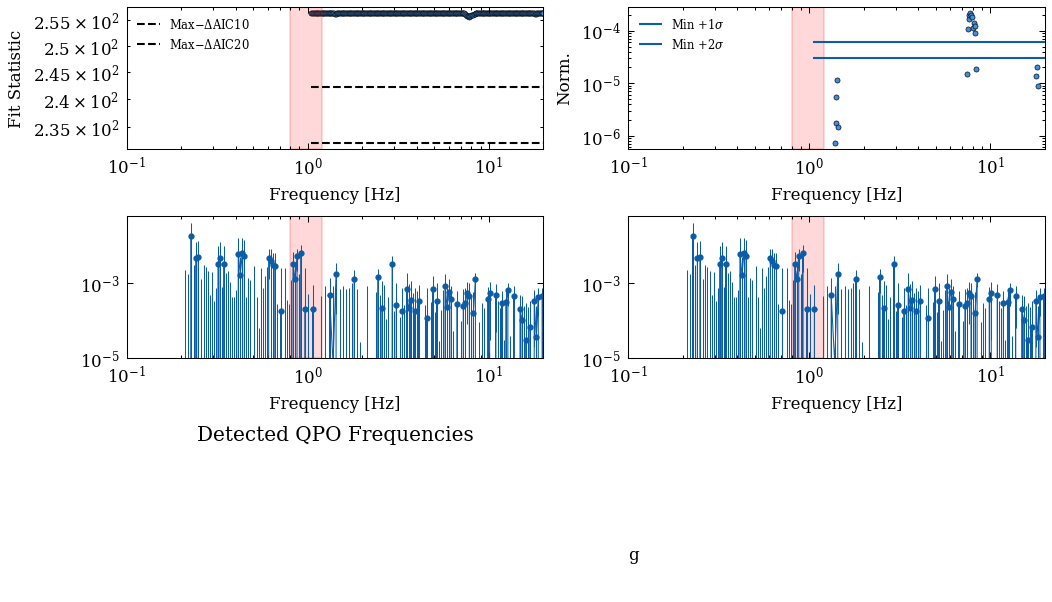 Fit Statistic
2.55 × 10²
2.5 × 10²
2.45 × 10²
2.4 × 10²
2.35 × 10²
Max−ΔAIC10
Max−ΔAIC20
10⁻¹ 10⁰ 10¹
Frequency [Hz]
Norm.
10⁻⁴
10⁻⁵
10⁻⁶
Min +1σ
Min +2σ
10⁻¹ 10⁰ 10¹
Frequency [Hz]
10⁻³
10⁻⁵
10⁻¹ 10⁰ 10¹
Frequency [Hz]
10⁻³
10⁻⁵
10⁻¹ 10⁰ 10¹
Frequency [Hz]
Detected QPO Frequencies
g